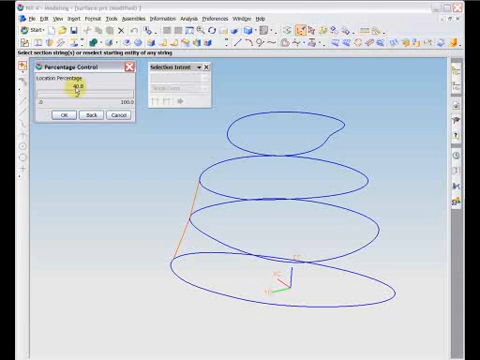 NX 4 - Modeling - [surface.prt (Modified)]
File Edit View Insert Format Tools Assemblies Information Analysis Preferences Window Help
Start
Select section string(s) or reselect starting entity of any string
Percentage Control
Selection Intent
Location Percentage
40.0
.0 100.0
OK Back Cancel